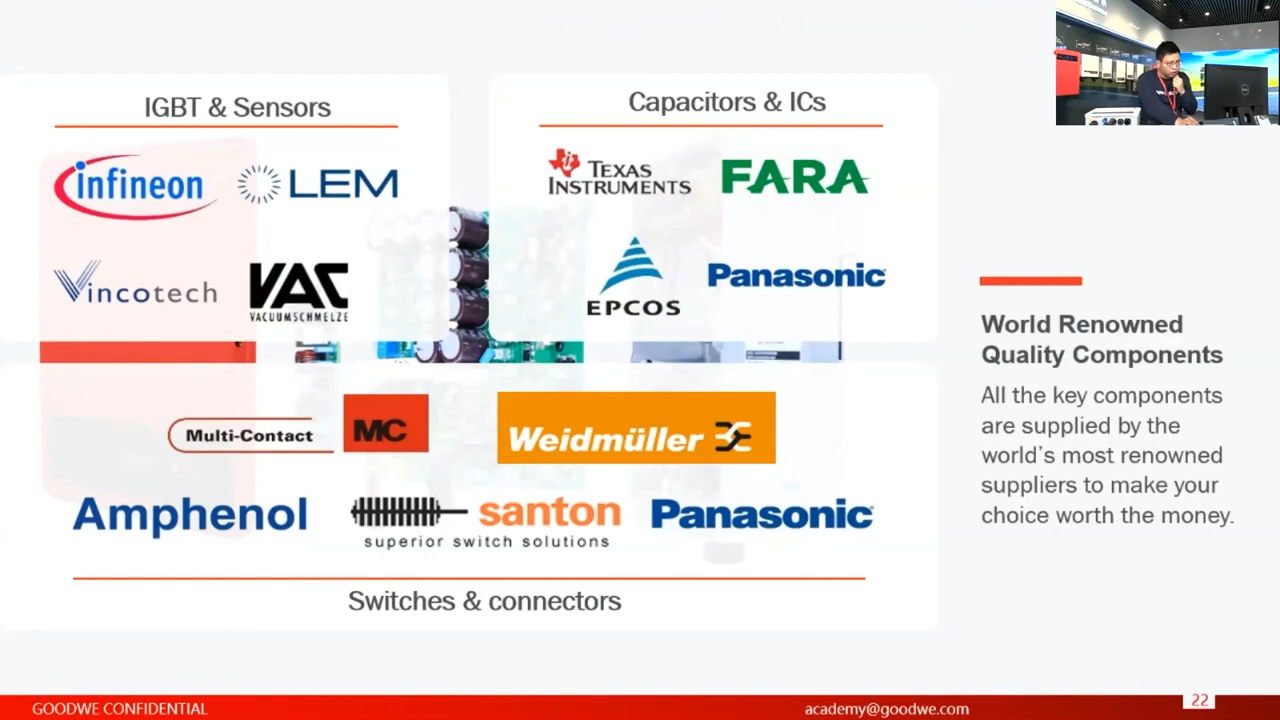 IGBT & Sensors
infineon
LEM
Vincotech
VAC
VACUUMSCHMELZE
Capacitors & ICs
TEXAS
INSTRUMENTS
FARA
EPCOS
Panasonic
Multi-Contact
MC
Weidmüller
Amphenol
santon
superior switch solutions
Panasonic
Switches & connectors
World Renowned
Quality Components
All the key components
are supplied by the
world's most renowned
suppliers to make your
choice worth the money.
GOODWE CONFIDENTIAL
academy@goodwe.com
22